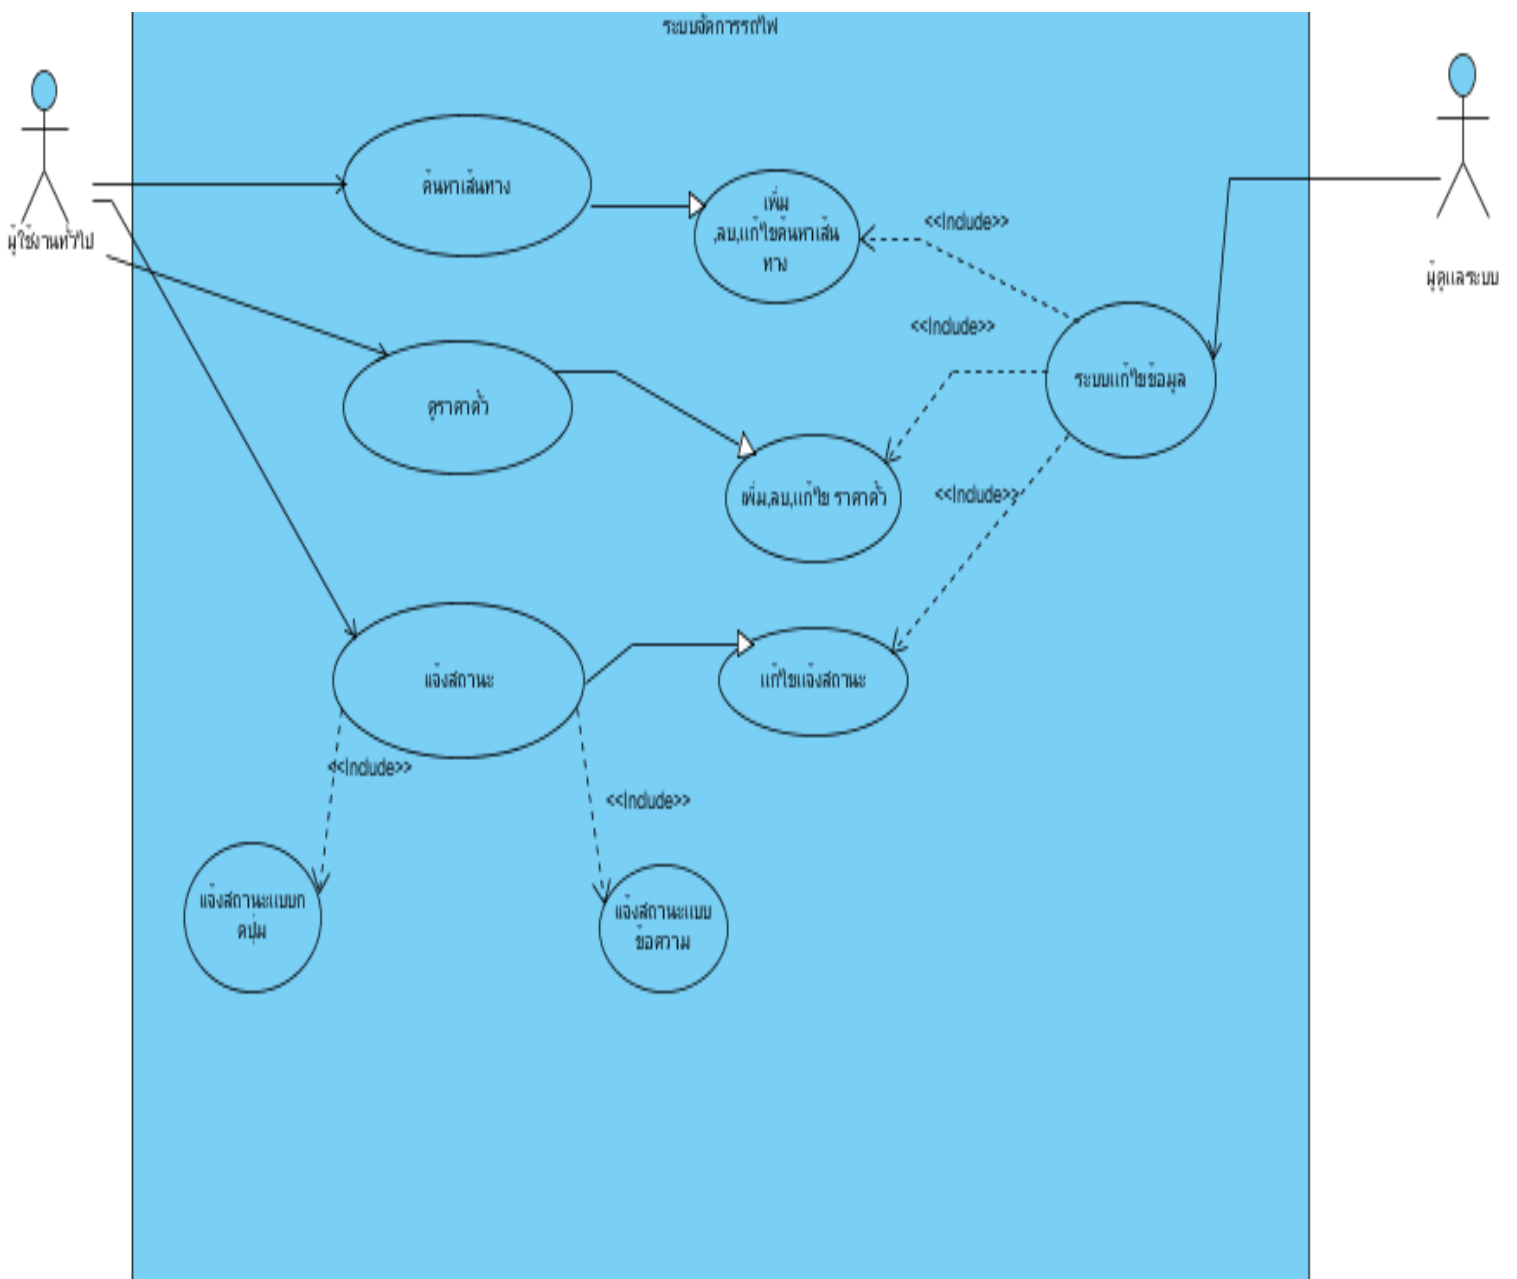 ระบบจัดการรถไฟ
ผู้ใช้งานทั่วไป
ผู้ดูแลระบบ
ค้นหาเส้นทาง
เพิ่ม
,ลบ,แก้ไขค้นหาเส้น
ทาง
<<Include>>
<<Include>>
ระบบแก้ไขข้อมูล
ดูราคาตั๋ว
เพิ่ม,ลบ,แก้ไข ราคาตั๋ว
<<Include>>
แจ้งสถานะ
แก้ไขแจ้งสถานะ
<<Include>>
<<Include>>
แจ้งสถานะแบบก
ดปุ่ม
แจ้งสถานะแบบ
ข้อความ